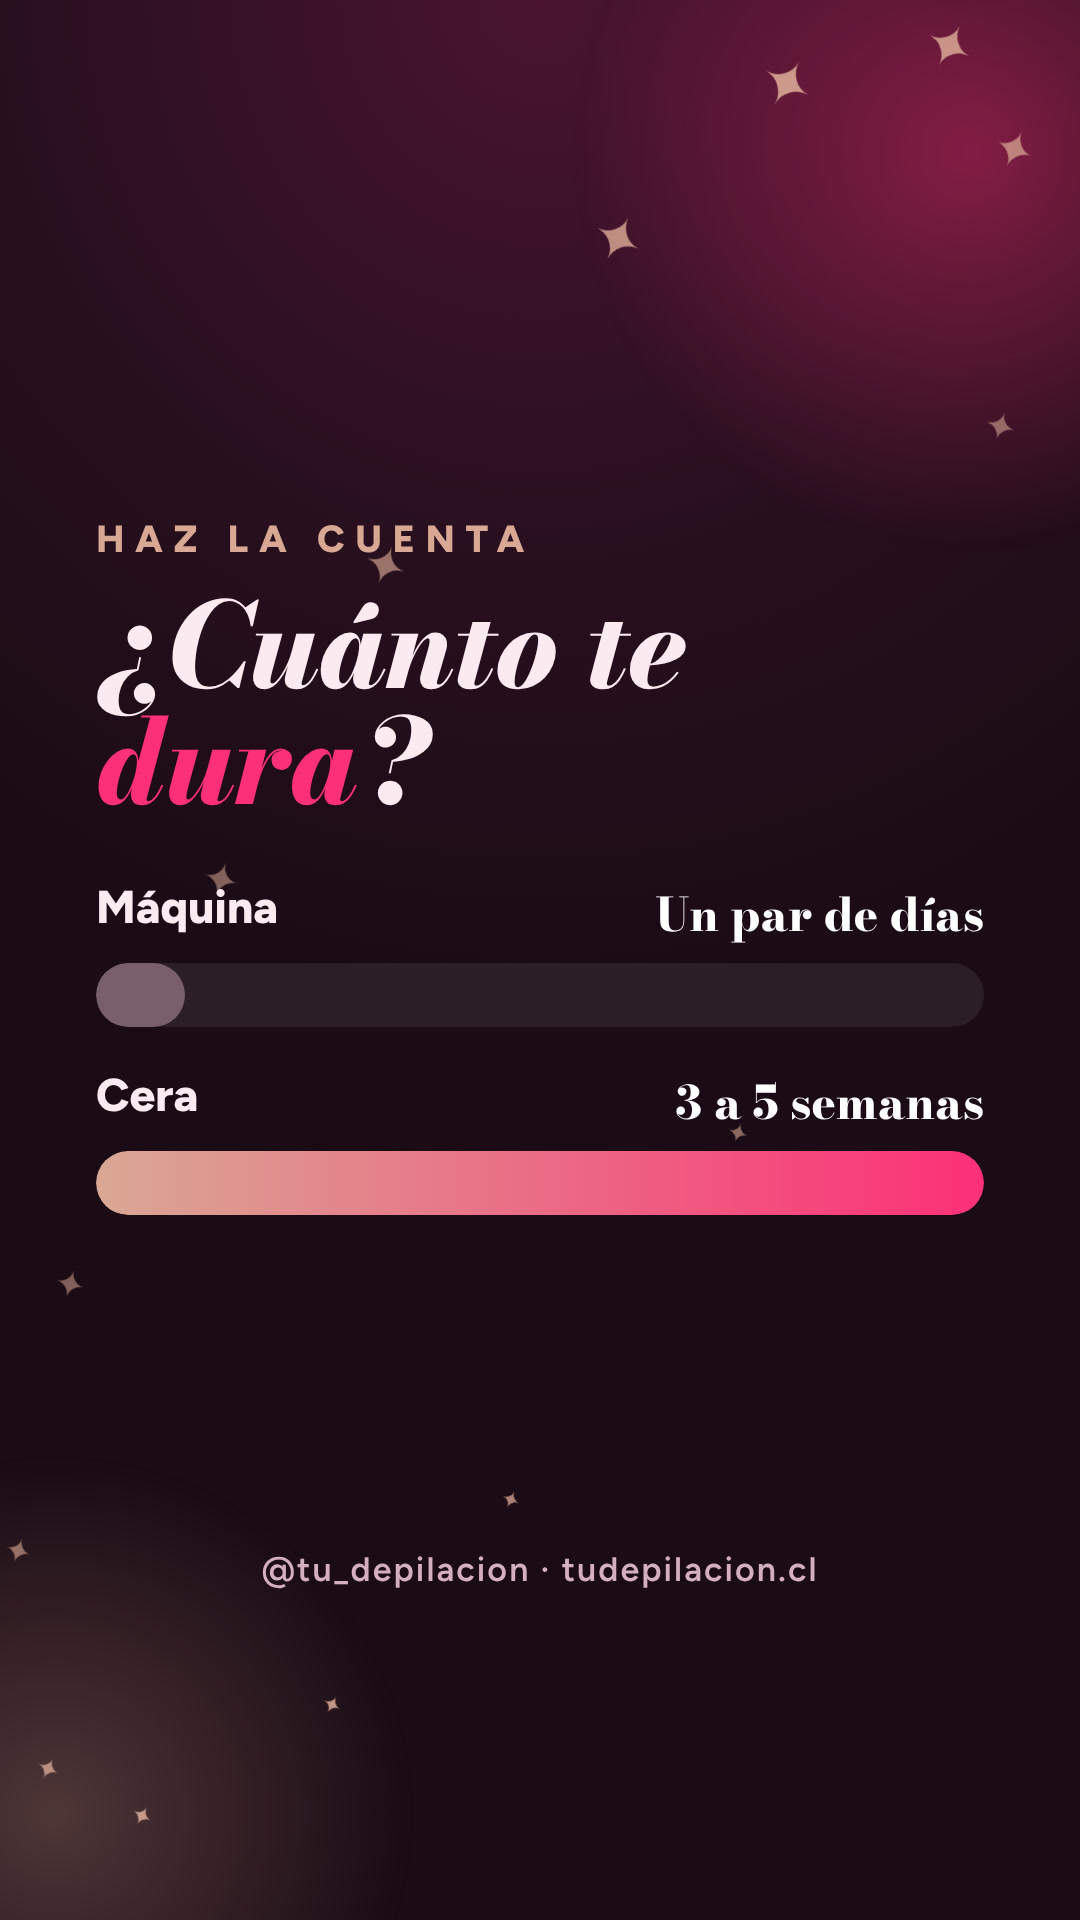 HAZ LA CUENTA
¿Cuánto te
dura?
Máquina
Un par de días
Cera
3 a 5 semanas
@tu_depilacion · tudepilacion.cl